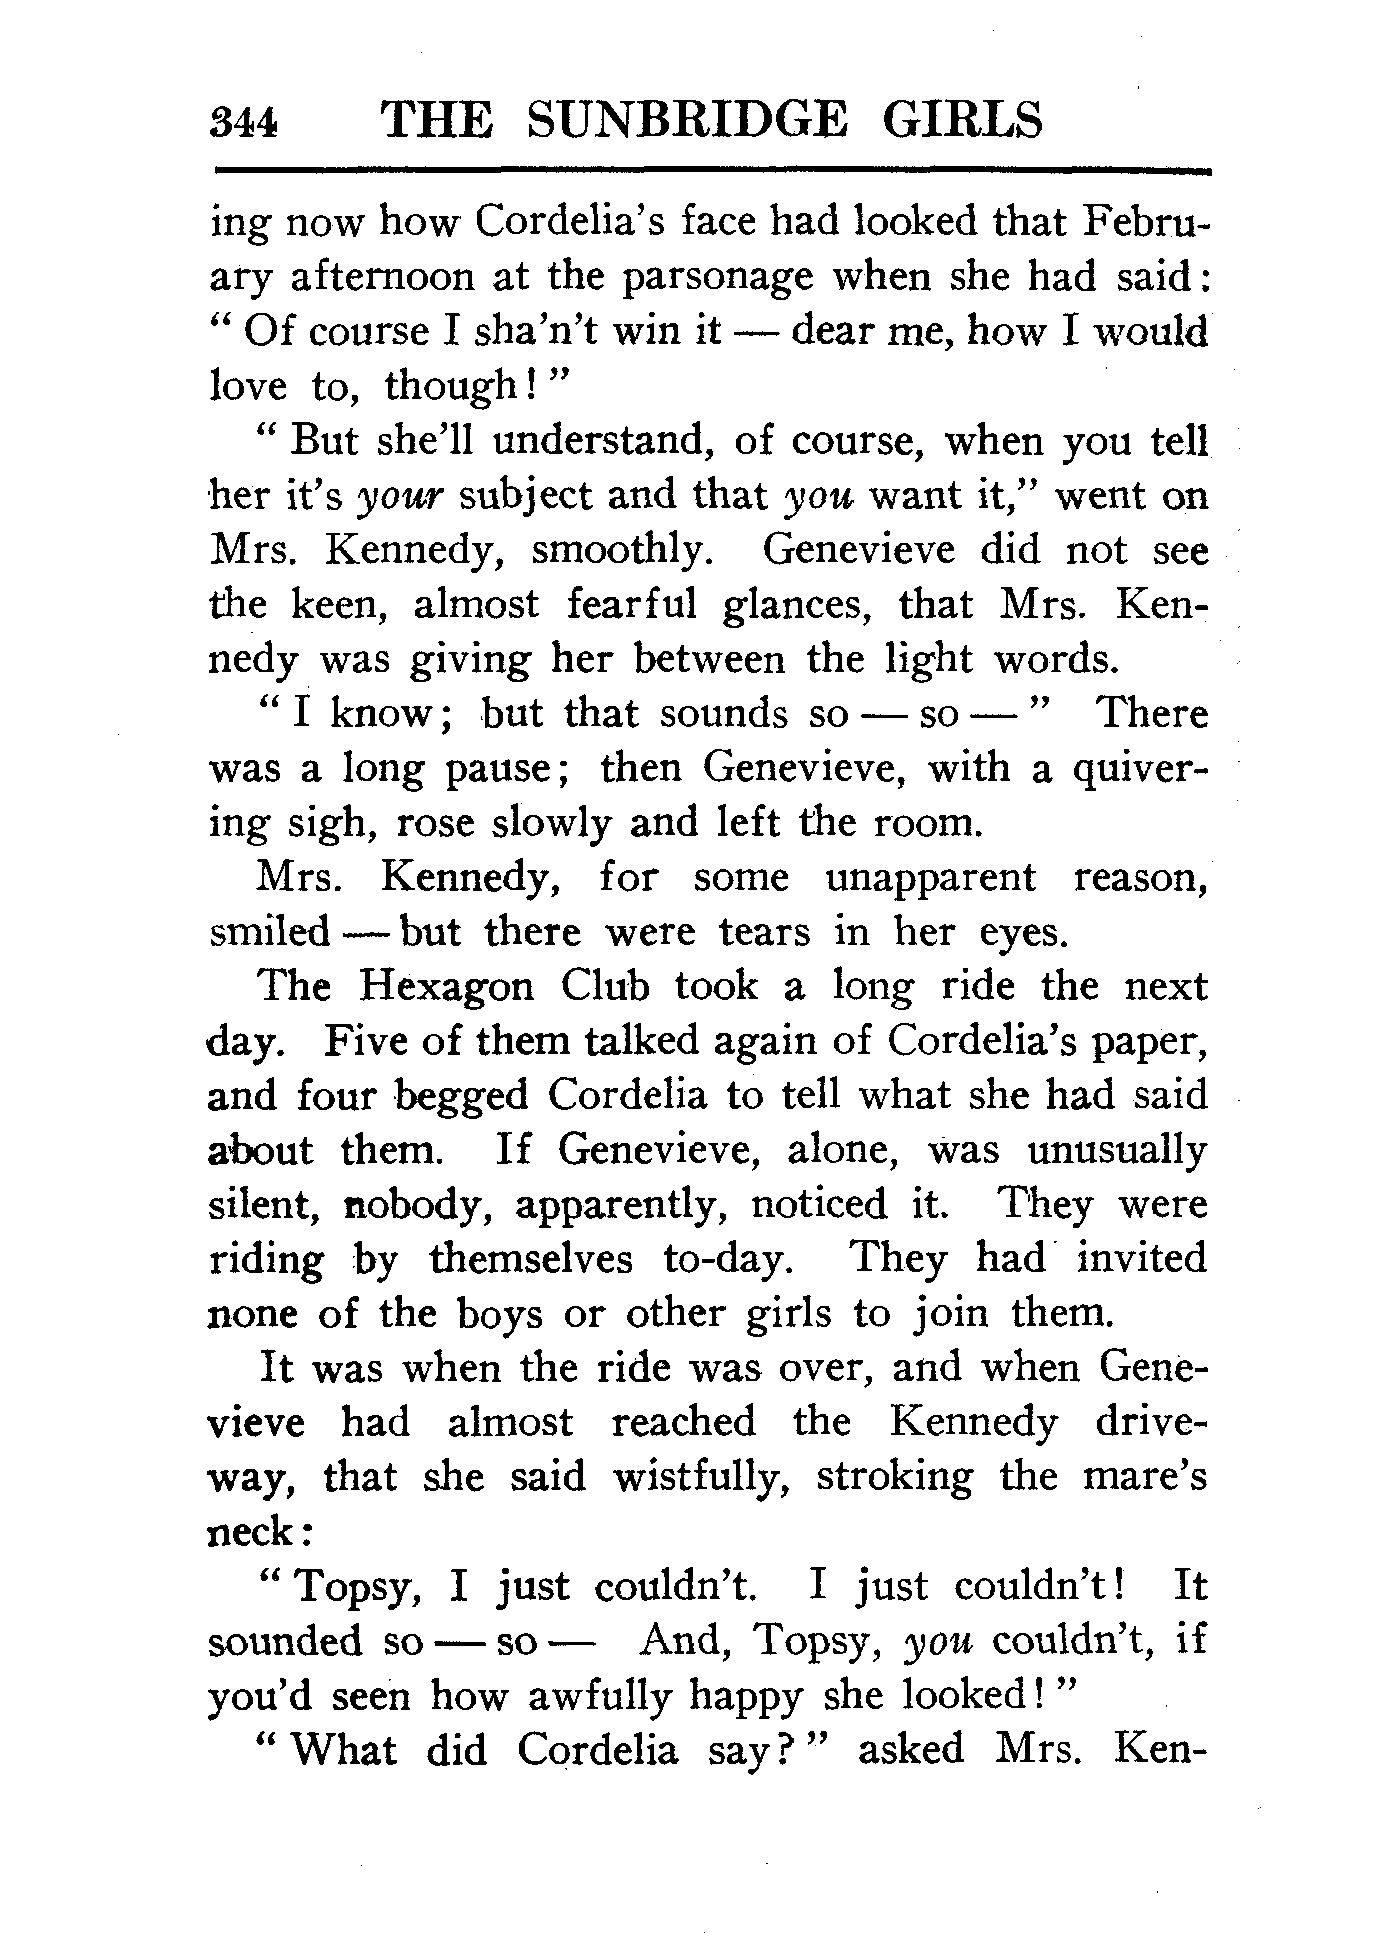 344 THE SUNBRIDGE GIRLS
ing now how Cordelia's face had looked that Febru-
ary afternoon at the parsonage when she had said:
" Of course I sha'n't win it — dear me, how I would
love to, though! "
" But she'll understand, of course, when you tell
her it's your subject and that you want it," went on
Mrs. Kennedy, smoothly. Genevieve did not see
the keen, almost fearful glances, that Mrs. Ken-
nedy was giving her between the light words.
" I know; but that sounds so — so — " There
was a long pause; then Genevieve, with a quiver-
ing sigh, rose slowly and left the room.
Mrs. Kennedy, for some unapparent reason,
smiled — but there were tears in her eyes.
The Hexagon Club took a long ride the next
day. Five of them talked again of Cordelia's paper,
and four begged Cordelia to tell what she had said
about them. If Genevieve, alone, was unusually
silent, nobody, apparently, noticed it. They were
riding by themselves to-day. They had invited
none of the boys or other girls to join them.
It was when the ride was over, and when Gene-
vieve had almost reached the Kennedy drive-
way, that she said wistfully, stroking the mare's
neck:
" Topsy, I just couldn't. I just couldn't! It
sounded so — so — And, Topsy, you couldn't, if
you'd seen how awfully happy she looked! "
" What did Cordelia say? " asked Mrs. Ken-